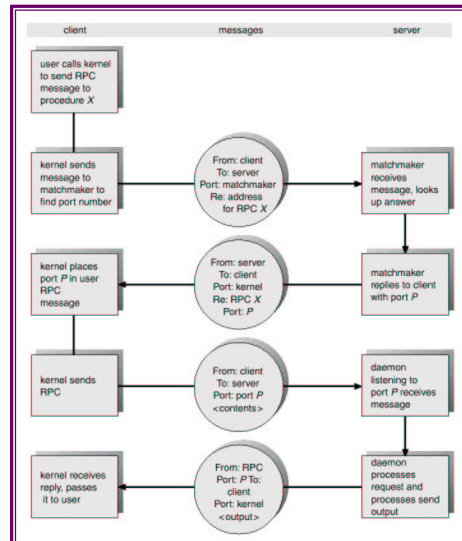 client messages server
user calls kernel
to send RPC
message to
procedure X
kernel sends
message to
matchmaker to
find port number
From: client
To: server
Port: matchmaker
Re: address
for RPC X
matchmaker
receives
message, looks
up answer
kernel places
port P in user
RPC
message
From: server
To: client
Port: kernel
Re: RPC X
Port: P
matchmaker
replies to client
with port P
kernel sends
RPC
From: client
To: server
Port: port P
<contents>
daemon
listening to
port P receives
message
kernel receives
reply, passes
it to user
From: RPC
Port: P To:
client
Port: kernel
<output>
daemon
processes
request and
processes send
output